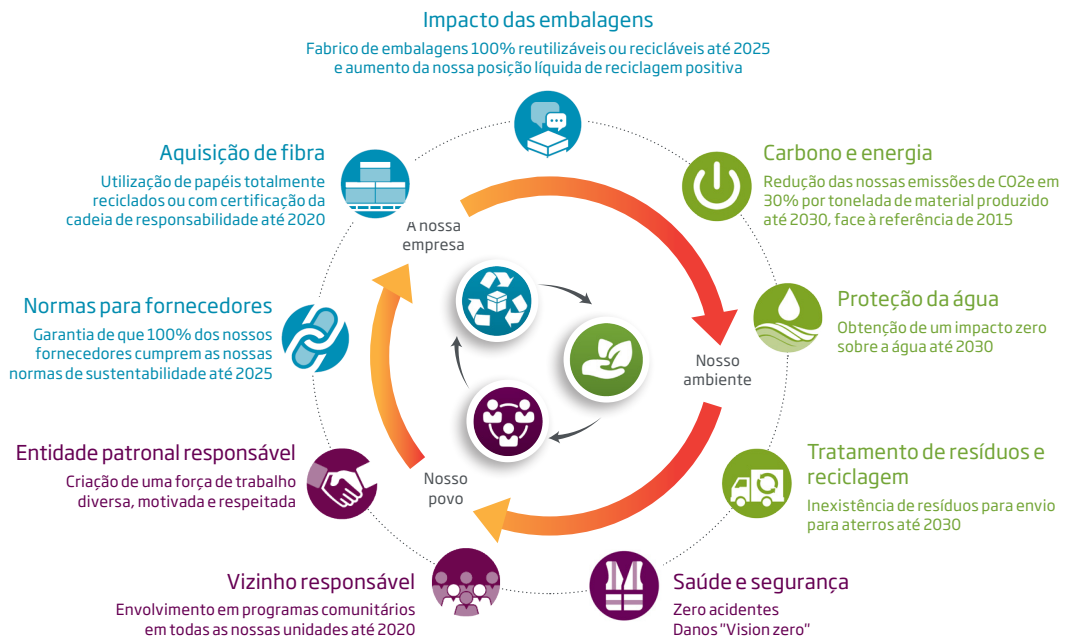 Impacto das embalagens
Fabrico de embalagens 100% reutilizáveis ou recicláveis até 2025
e aumento da nossa posição líquida de reciclagem positiva
Aquisição de fibra
Utilização de papéis totalmente
reciclados ou com certificação da
cadeia de responsabilidade até 2020
Carbono e energia
Redução das nossas emissões de CO2e em
30% por tonelada de material produzido
até 2030, face à referência de 2015
A nossa
empresa
Normas para fornecedores
Garantia de que 100% dos nossos
fornecedores cumprem as nossas
normas de sustentabilidade até 2025
Proteção da água
Obtenção de um impacto zero
sobre a água até 2030
Nosso
ambiente
Entidade patronal responsável
Criação de uma força de trabalho
diversa, motivada e respeitada
Nosso
povo
Tratamento de resíduos e
reciclagem
Inexistência de resíduos para envio
para aterros até 2030
Vizinho responsável
Envolvimento em programas comunitários
em todas as nossas unidades até 2020
Saúde e segurança
Zero acidentes
Danos "Vision zero"